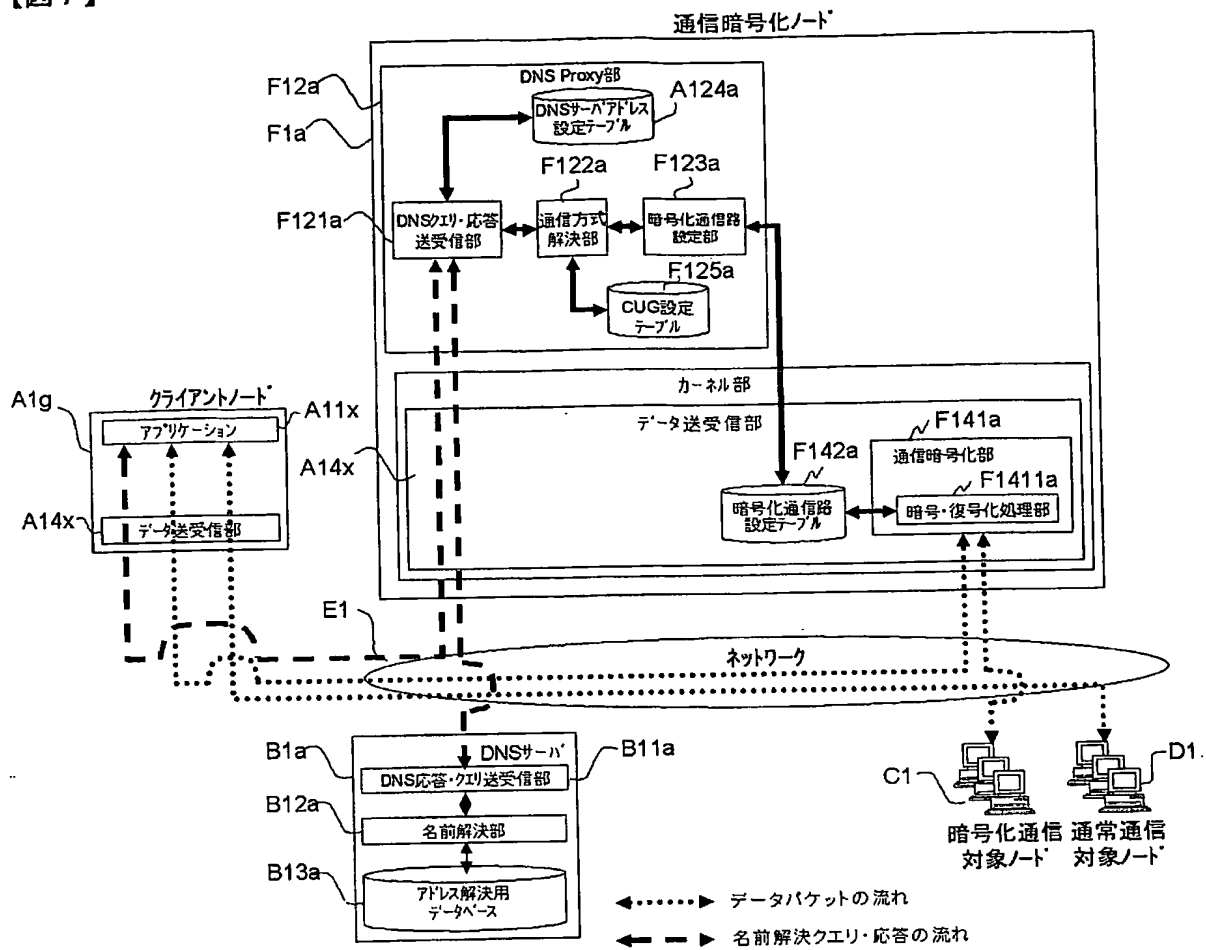 【図7】
通信暗号化ノード
DNS Proxy部
F12a
A124a
DNSサーバアドレス
設定テーブル
F1a
F122a
F123a
F121a
DNSクエリ・応答
送受信部
通信方式
解決部
暗号化通信路
設定部
F125a
CUG設定
テーブル
カーネル部
クライアントノード
A1g
A11x
アプリケーション
データ送受信部
F141a
通信暗号化部
A14x
F142a
F1411a
A14x
データ送受信部
暗号化通信路
設定テーブル
暗号・復号化処理部
E1
ネットワーク
B1a
DNSサーバ
B11a
DNS応答・クエリ送受信部
D1
C1
B12a
名前解決部
暗号化通信
対象ノード
通常通信
対象ノード
B13a
アドレス解決用
データベース
データパケットの流れ
名前解決クエリ・応答の流れ